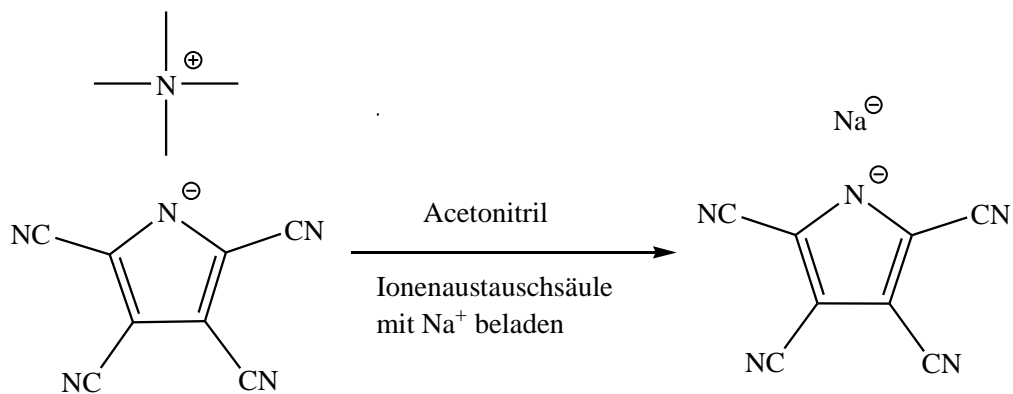 N⊕
Na⊖
N⊖
N⊖
NC
CN
Acetonitril
NC
CN
Ionenaustauschsäule
mit Na⁺ beladen
NC
CN
NC
CN